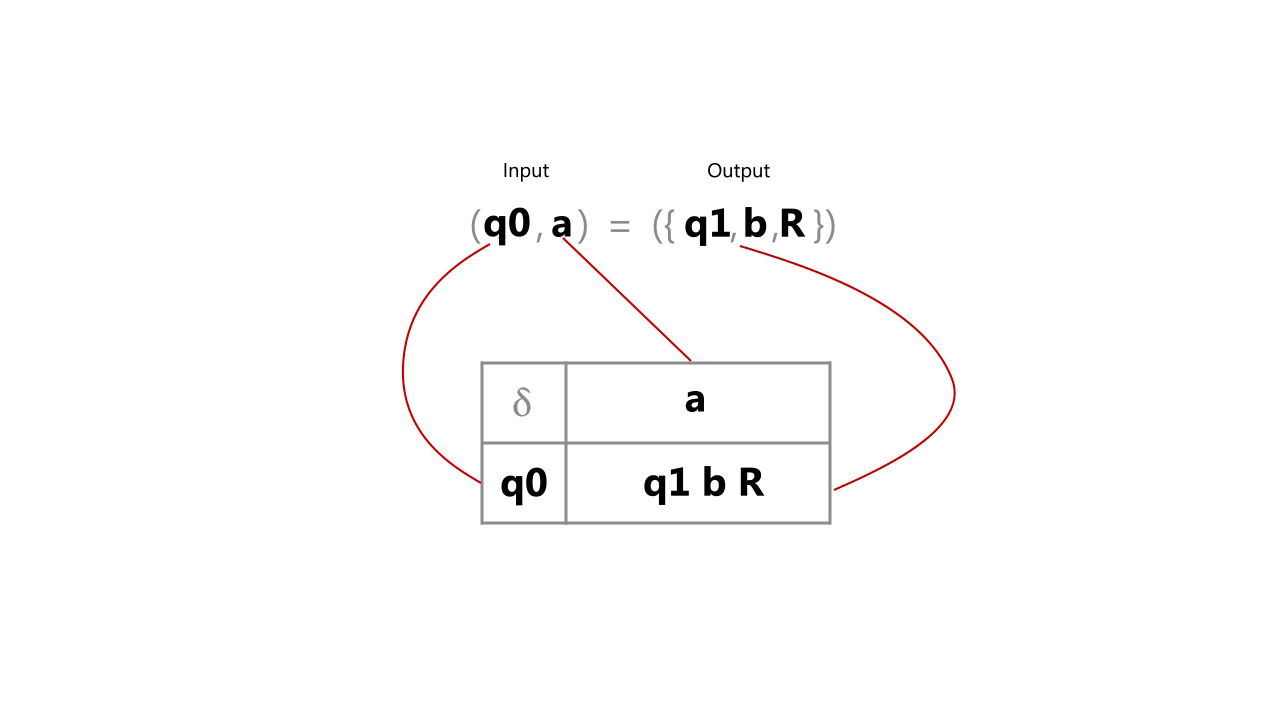 Input Output
(q0, a) = ({ q1, b,R })
δ a
q0 q1 b R